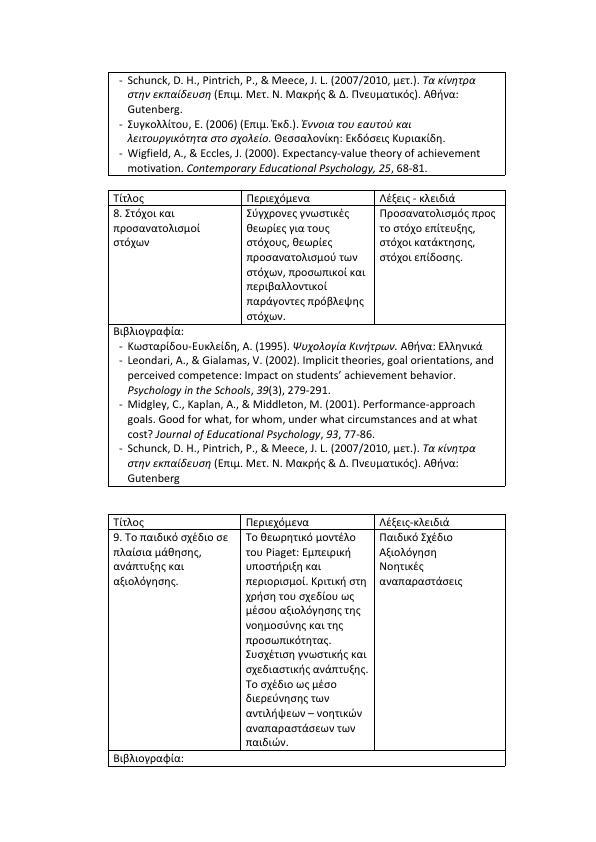 - Schunck, D. H., Pintrich, P., & Meece, J. L. (2007/2010, μετ.). Τα κίνητρα
στην εκπαίδευση (Επιμ. Μετ. Ν. Μακρής & Δ. Πνευματικός). Αθήνα:
Gutenberg.
- Συγκολλίτου, Ε. (2006) (Επιμ. Έκδ.). Έννοια του εαυτού και
λειτουργικότητα στο σχολείο. Θεσσαλονίκη: Εκδόσεις Κυριακίδη.
- Wigfield, A., & Eccles, J. (2000). Expectancy-value theory of achievement
motivation. Contemporary Educational Psychology, 25, 68-81.
Τίτλος Περιεχόμενα Λέξεις - κλειδιά
8. Στόχοι και
προσανατολισμοί
στόχων
Σύγχρονες γνωστικές
θεωρίες για τους
στόχους, θεωρίες
προσανατολισμού των
στόχων, προσωπικοί και
περιβαλλοντικοί
παράγοντες πρόβλεψης
στόχων.
Προσανατολισμός προς
το στόχο επίτευξης,
στόχοι κατάκτησης,
στόχοι επίδοσης.
Βιβλιογραφία:
- Κωσταρίδου-Ευκλείδη, Α. (1995). Ψυχολογία Κινήτρων. Αθήνα: Ελληνικά
- Leondari, A., & Gialamas, V. (2002). Implicit theories, goal orientations, and
perceived competence: Impact on students’ achievement behavior.
Psychology in the Schools, 39(3), 279-291.
- Midgley, C., Kaplan, A., & Middleton, M. (2001). Performance-approach
goals. Good for what, for whom, under what circumstances and at what
cost? Journal of Educational Psychology, 93, 77-86.
- Schunck, D. H., Pintrich, P., & Meece, J. L. (2007/2010, μετ.). Τα κίνητρα
στην εκπαίδευση (Επιμ. Μετ. Ν. Μακρής & Δ. Πνευματικός). Αθήνα:
Gutenberg
Τίτλος Περιεχόμενα Λέξεις-κλειδιά
9. Το παιδικό σχέδιο σε
πλαίσια μάθησης,
ανάπτυξης και
αξιολόγησης.
Το θεωρητικό μοντέλο
του Piaget: Εμπειρική
υποστήριξη και
περιορισμοί. Κριτική στη
χρήση του σχεδίου ως
μέσου αξιολόγησης της
νοημοσύνης και της
προσωπικότητας.
Συσχέτιση γνωστικής και
σχεδιαστικής ανάπτυξης.
Το σχέδιο ως μέσο
διερεύνησης των
αντιλήψεων – νοητικών
αναπαραστάσεων των
παιδιών.
Παιδικό Σχέδιο
Αξιολόγηση
Νοητικές
αναπαραστάσεις
Βιβλιογραφία: